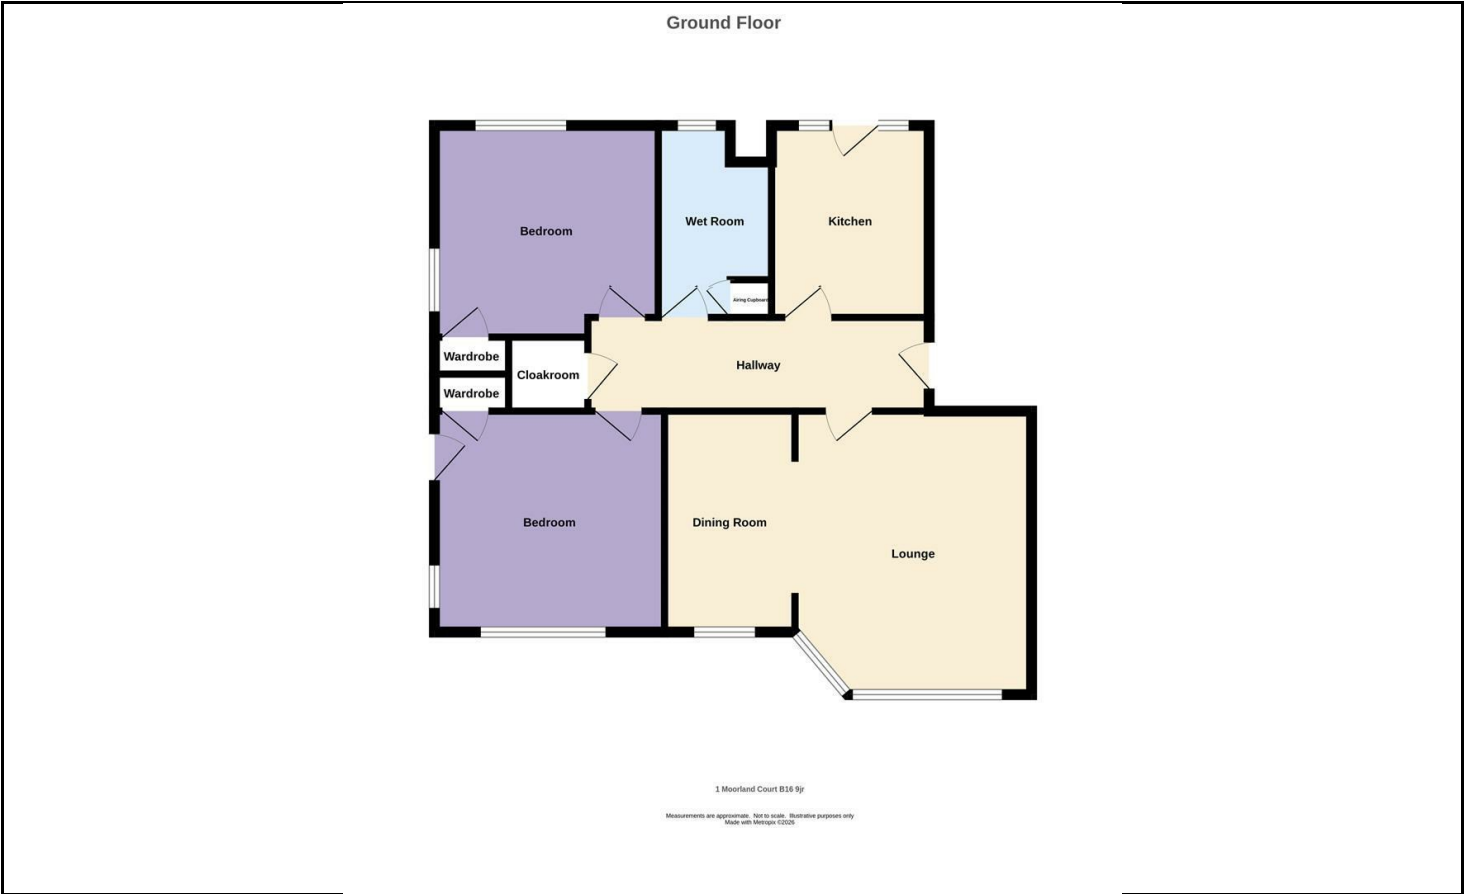 Ground Floor
Bedroom
Wet Room
Kitchen
Airing Cupboard
Wardrobe
Cloakroom
Hallway
Wardrobe
Bedroom
Dining Room
Lounge
1 Moorland Court B16 9jr
Measurements are approximate. Not to scale. Illustrative purposes only
Made with Metropix ©2026